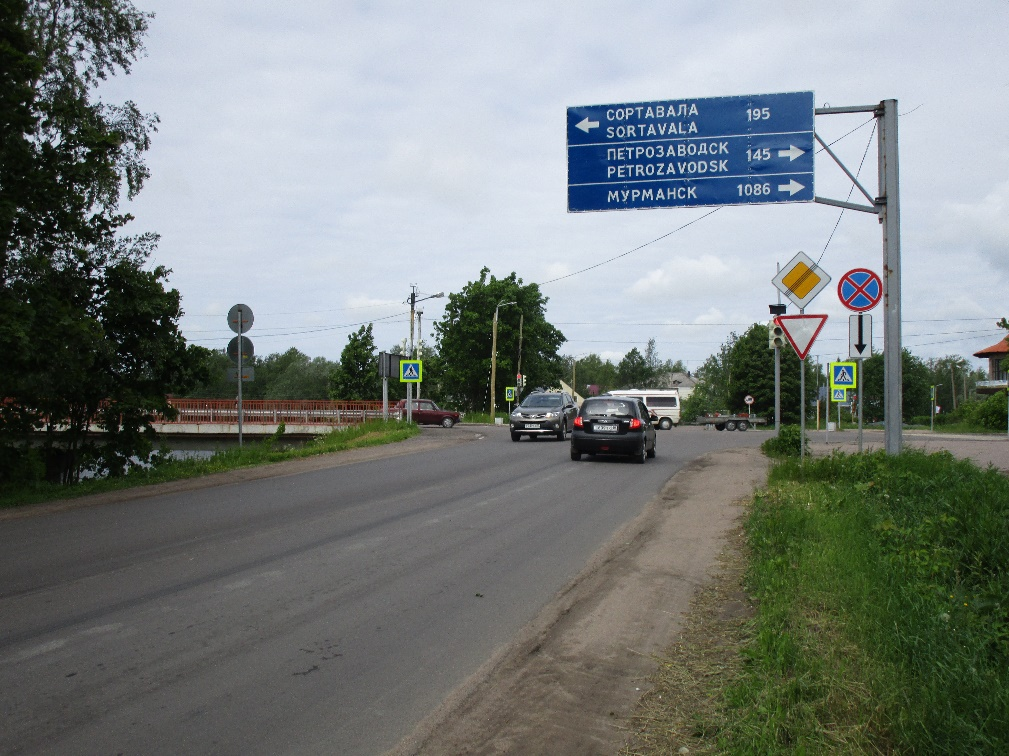 СОРТАВАЛА 195
SORTAVALA
ПЕТРОЗАВОДСК 145
PETROZAVODSK
МУРМАНСК 1086